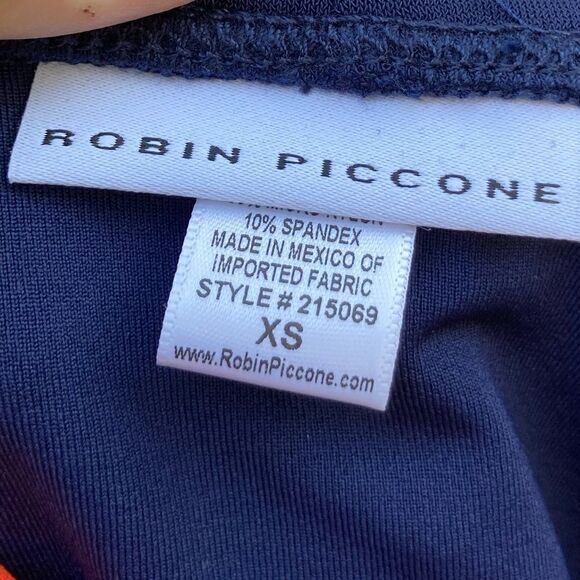 ROBIN PICCONE
10% SPANDEX
MADE IN MEXICO OF
IMPORTED FABRIC
STYLE # 215069
XS
www.RobinPiccone.com